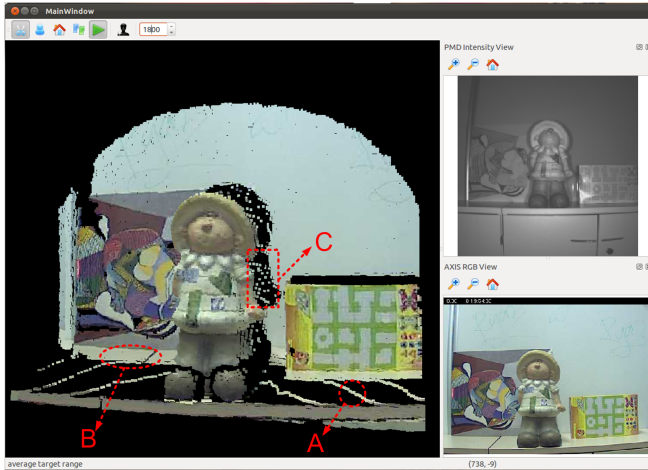 MainWindow
1800
PMD Intensity View
C
AXIS RGB View
B
A
average target range
(738, -9)